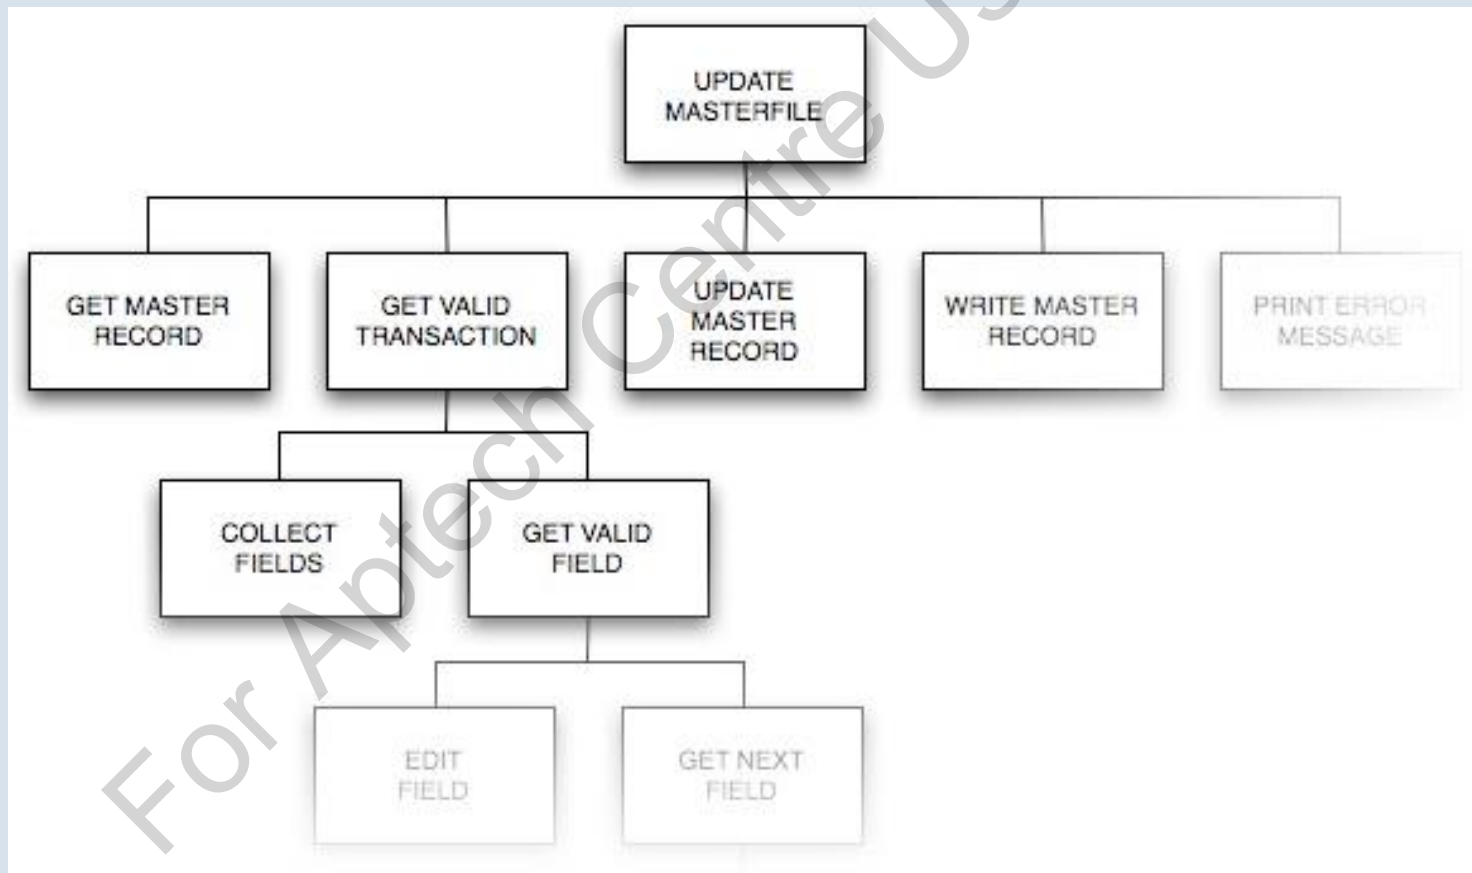 UPDATE
MASTERFILE
GET MASTER
RECORD
GET VALID
TRANSACTION
UPDATE
MASTER
RECORD
WRITE MASTER
RECORD
PRINT ERROR
MESSAGE
COLLECT
FIELDS
GET VALID
FIELD
EDIT
FIELD
GET NEXT
FIELD
For Aptech Centre